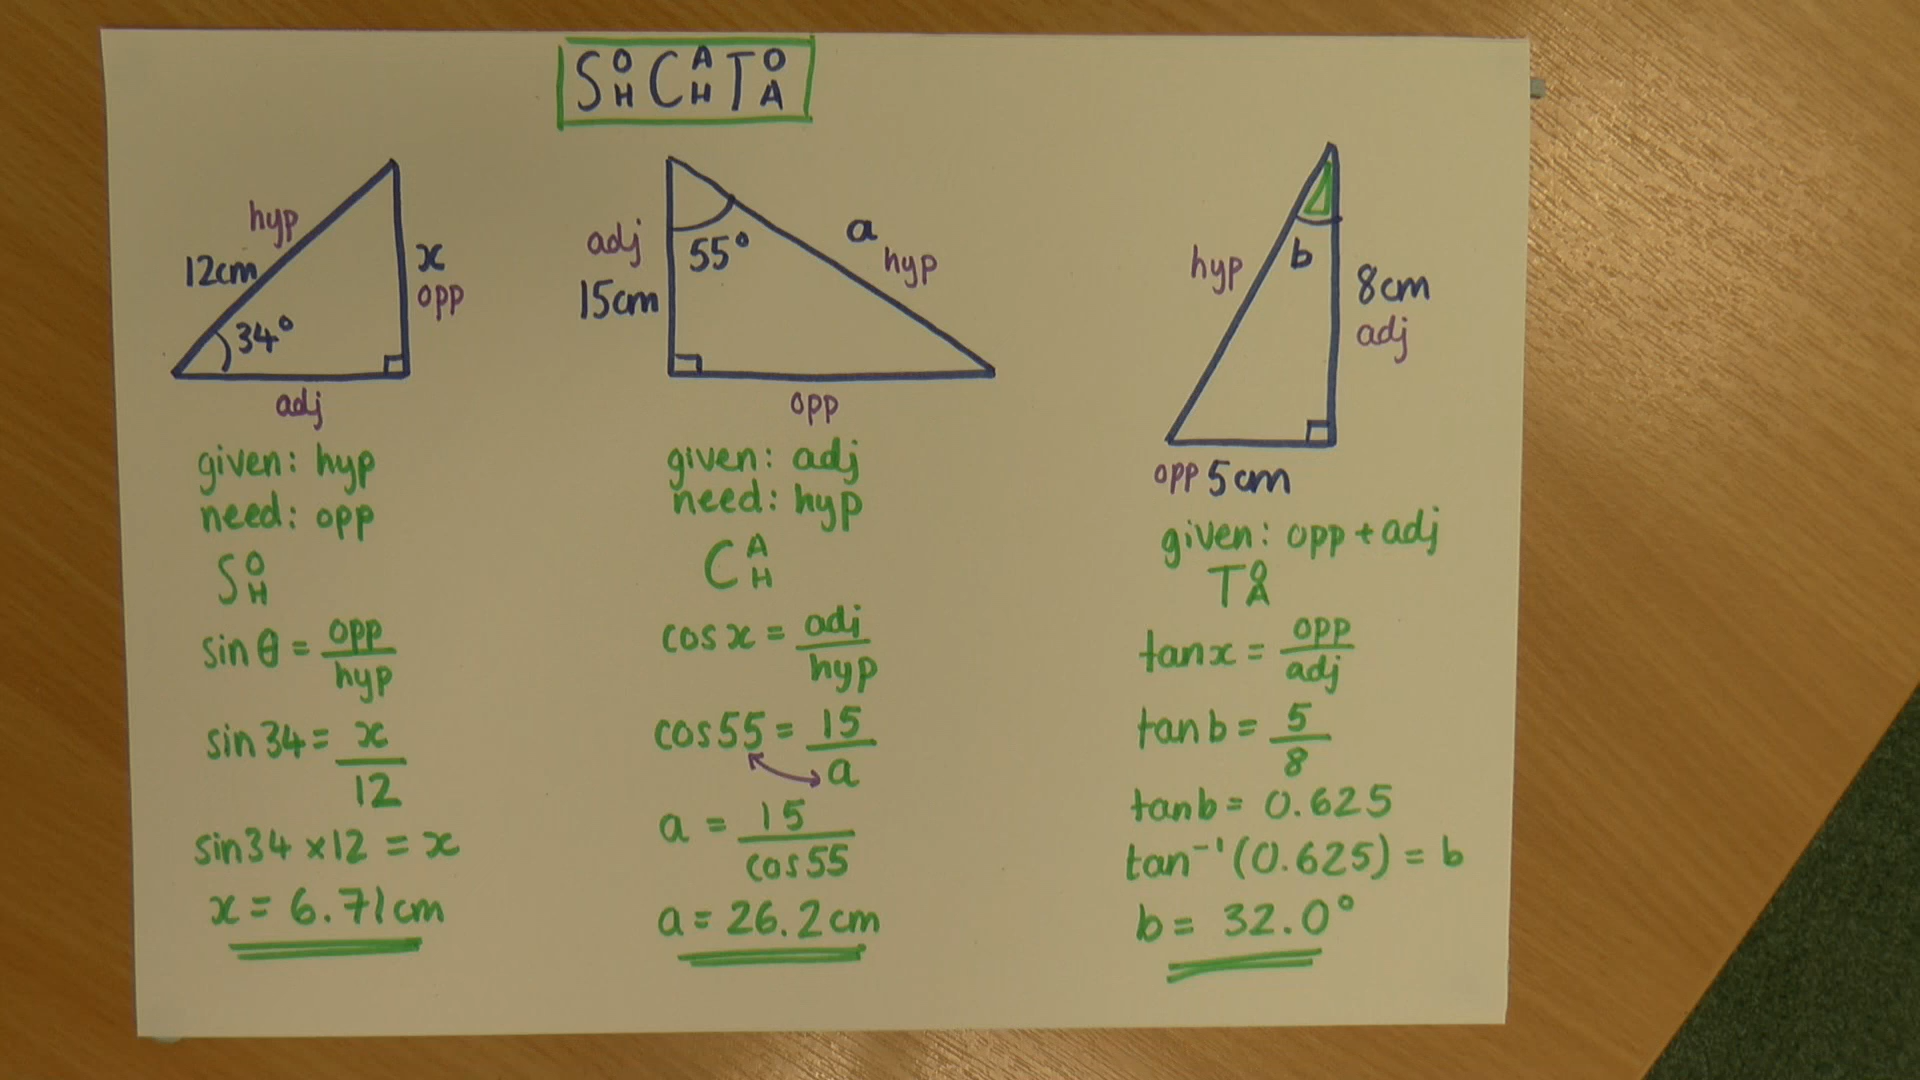 SOH CAH TOA
hyp
12cm
34°
x
opp
adj
given: hyp
need: opp
SOH
sin θ = opp/hyp
sin 34 = x/12
sin34 ×12 = x
x = 6.71cm
adj
15cm
55°
a
hyp
opp
given: adj
need: hyp
CAH
cos x = adj/hyp
cos55 = 15/a
a = 15/cos55
a = 26.2cm
hyp
b
8cm
adj
opp 5cm
given: opp + adj
TOA
tan x = opp/adj
tan b = 5/8
tan b = 0.625
tan⁻¹(0.625) = b
b = 32.0°